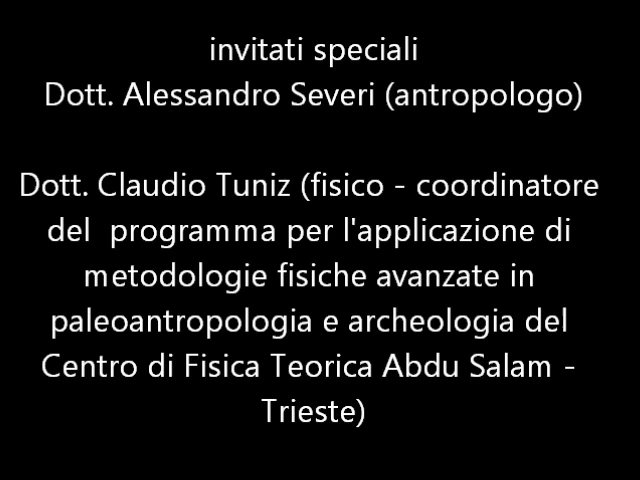 invitati speciali
Dott. Alessandro Severi (antropologo)
Dott. Claudio Tuniz (fisico - coordinatore
del programma per l'applicazione di
metodologie fisiche avanzate in
paleoantropologia e archeologia del
Centro di Fisica Teorica Abdu Salam -
Trieste)